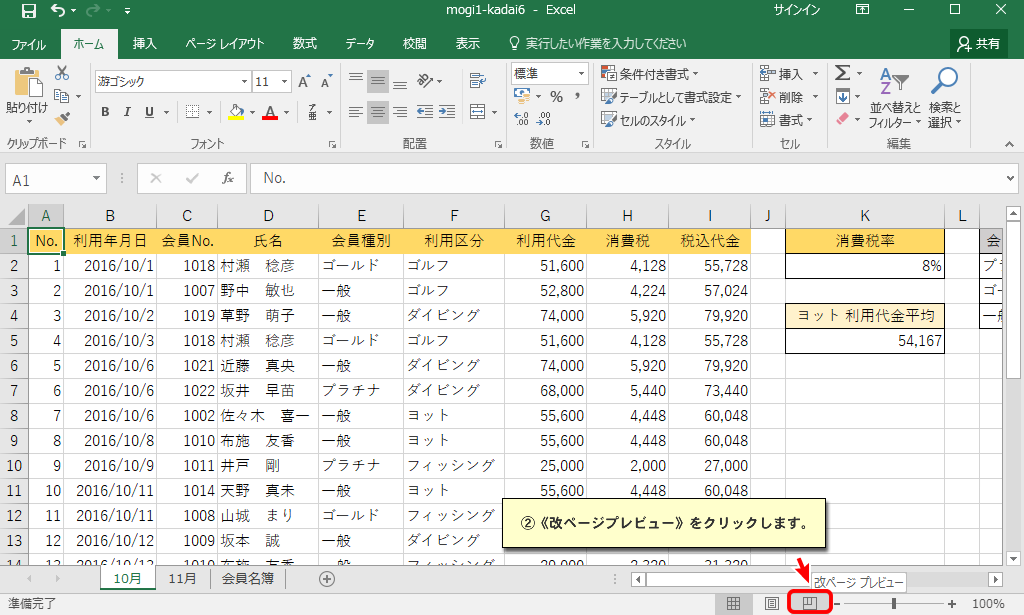 mogi1-kadai6 - Excel サインイン
ファイル ホーム 挿入 ページ レイアウト 数式 データ 校閲 表示 実行したい作業を入力してください 共有
貼り付け
クリップボード
游ゴシック 11
B I U
フォント
配置
標準
% ,
数値
条件付き書式
テーブルとして書式設定
セルのスタイル
スタイル
挿入
削除
書式
セル
並べ替えと
フィルター
検索と
選択
編集
A1 fx No.
A B C D E F G H I J K L
1 No. 利用年月日 会員No. 氏名 会員種別 利用区分 利用代金 消費税 税込代金 消費税率 会
2 1 2016/10/1 1018 村瀬 稔彦 ゴールド ゴルフ 51,600 4,128 55,728 8% プラ
3 2 2016/10/1 1007 野中 敏也 一般 ゴルフ 52,800 4,224 57,024 ゴー
4 3 2016/10/2 1019 草野 萌子 一般 ダイビング 74,000 5,920 79,920 ヨット 利用代金平均 一般
5 4 2016/10/3 1018 村瀬 稔彦 ゴールド ゴルフ 51,600 4,128 55,728 54,167
6 5 2016/10/6 1021 近藤 真央 一般 ダイビング 74,000 5,920 79,920
7 6 2016/10/6 1022 坂井 早苗 プラチナ ダイビング 68,000 5,440 73,440
8 7 2016/10/6 1002 佐々木 喜一 一般 ヨット 55,600 4,448 60,048
9 8 2016/10/8 1010 布施 友香 一般 ヨット 55,600 4,448 60,048
10 9 2016/10/9 1011 井戸 剛 プラチナ フィッシング 25,000 2,000 27,000
11 10 2016/10/11 1014 天野 真未 一般 ヨット 55,600 4,448 60,048
12 11 2016/10/11 1008 山城 まり ゴールド フィッシング
13 12 2016/10/12 1009 坂本 誠 一般 ダイビング
②《改ページプレビュー》をクリックします。
10月 11月 会員名簿
改ページ プレビュー
準備完了 100%